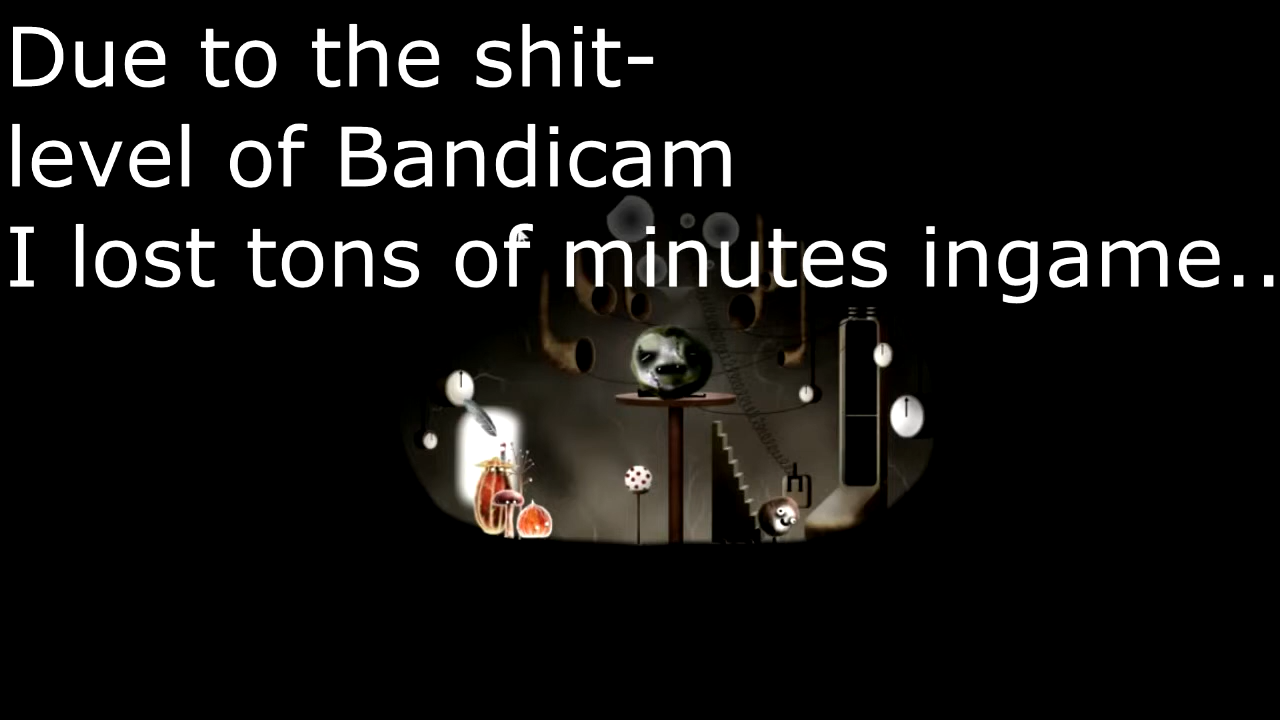 Due to the shit-
level of Bandicam
I lost tons of minutes ingame..